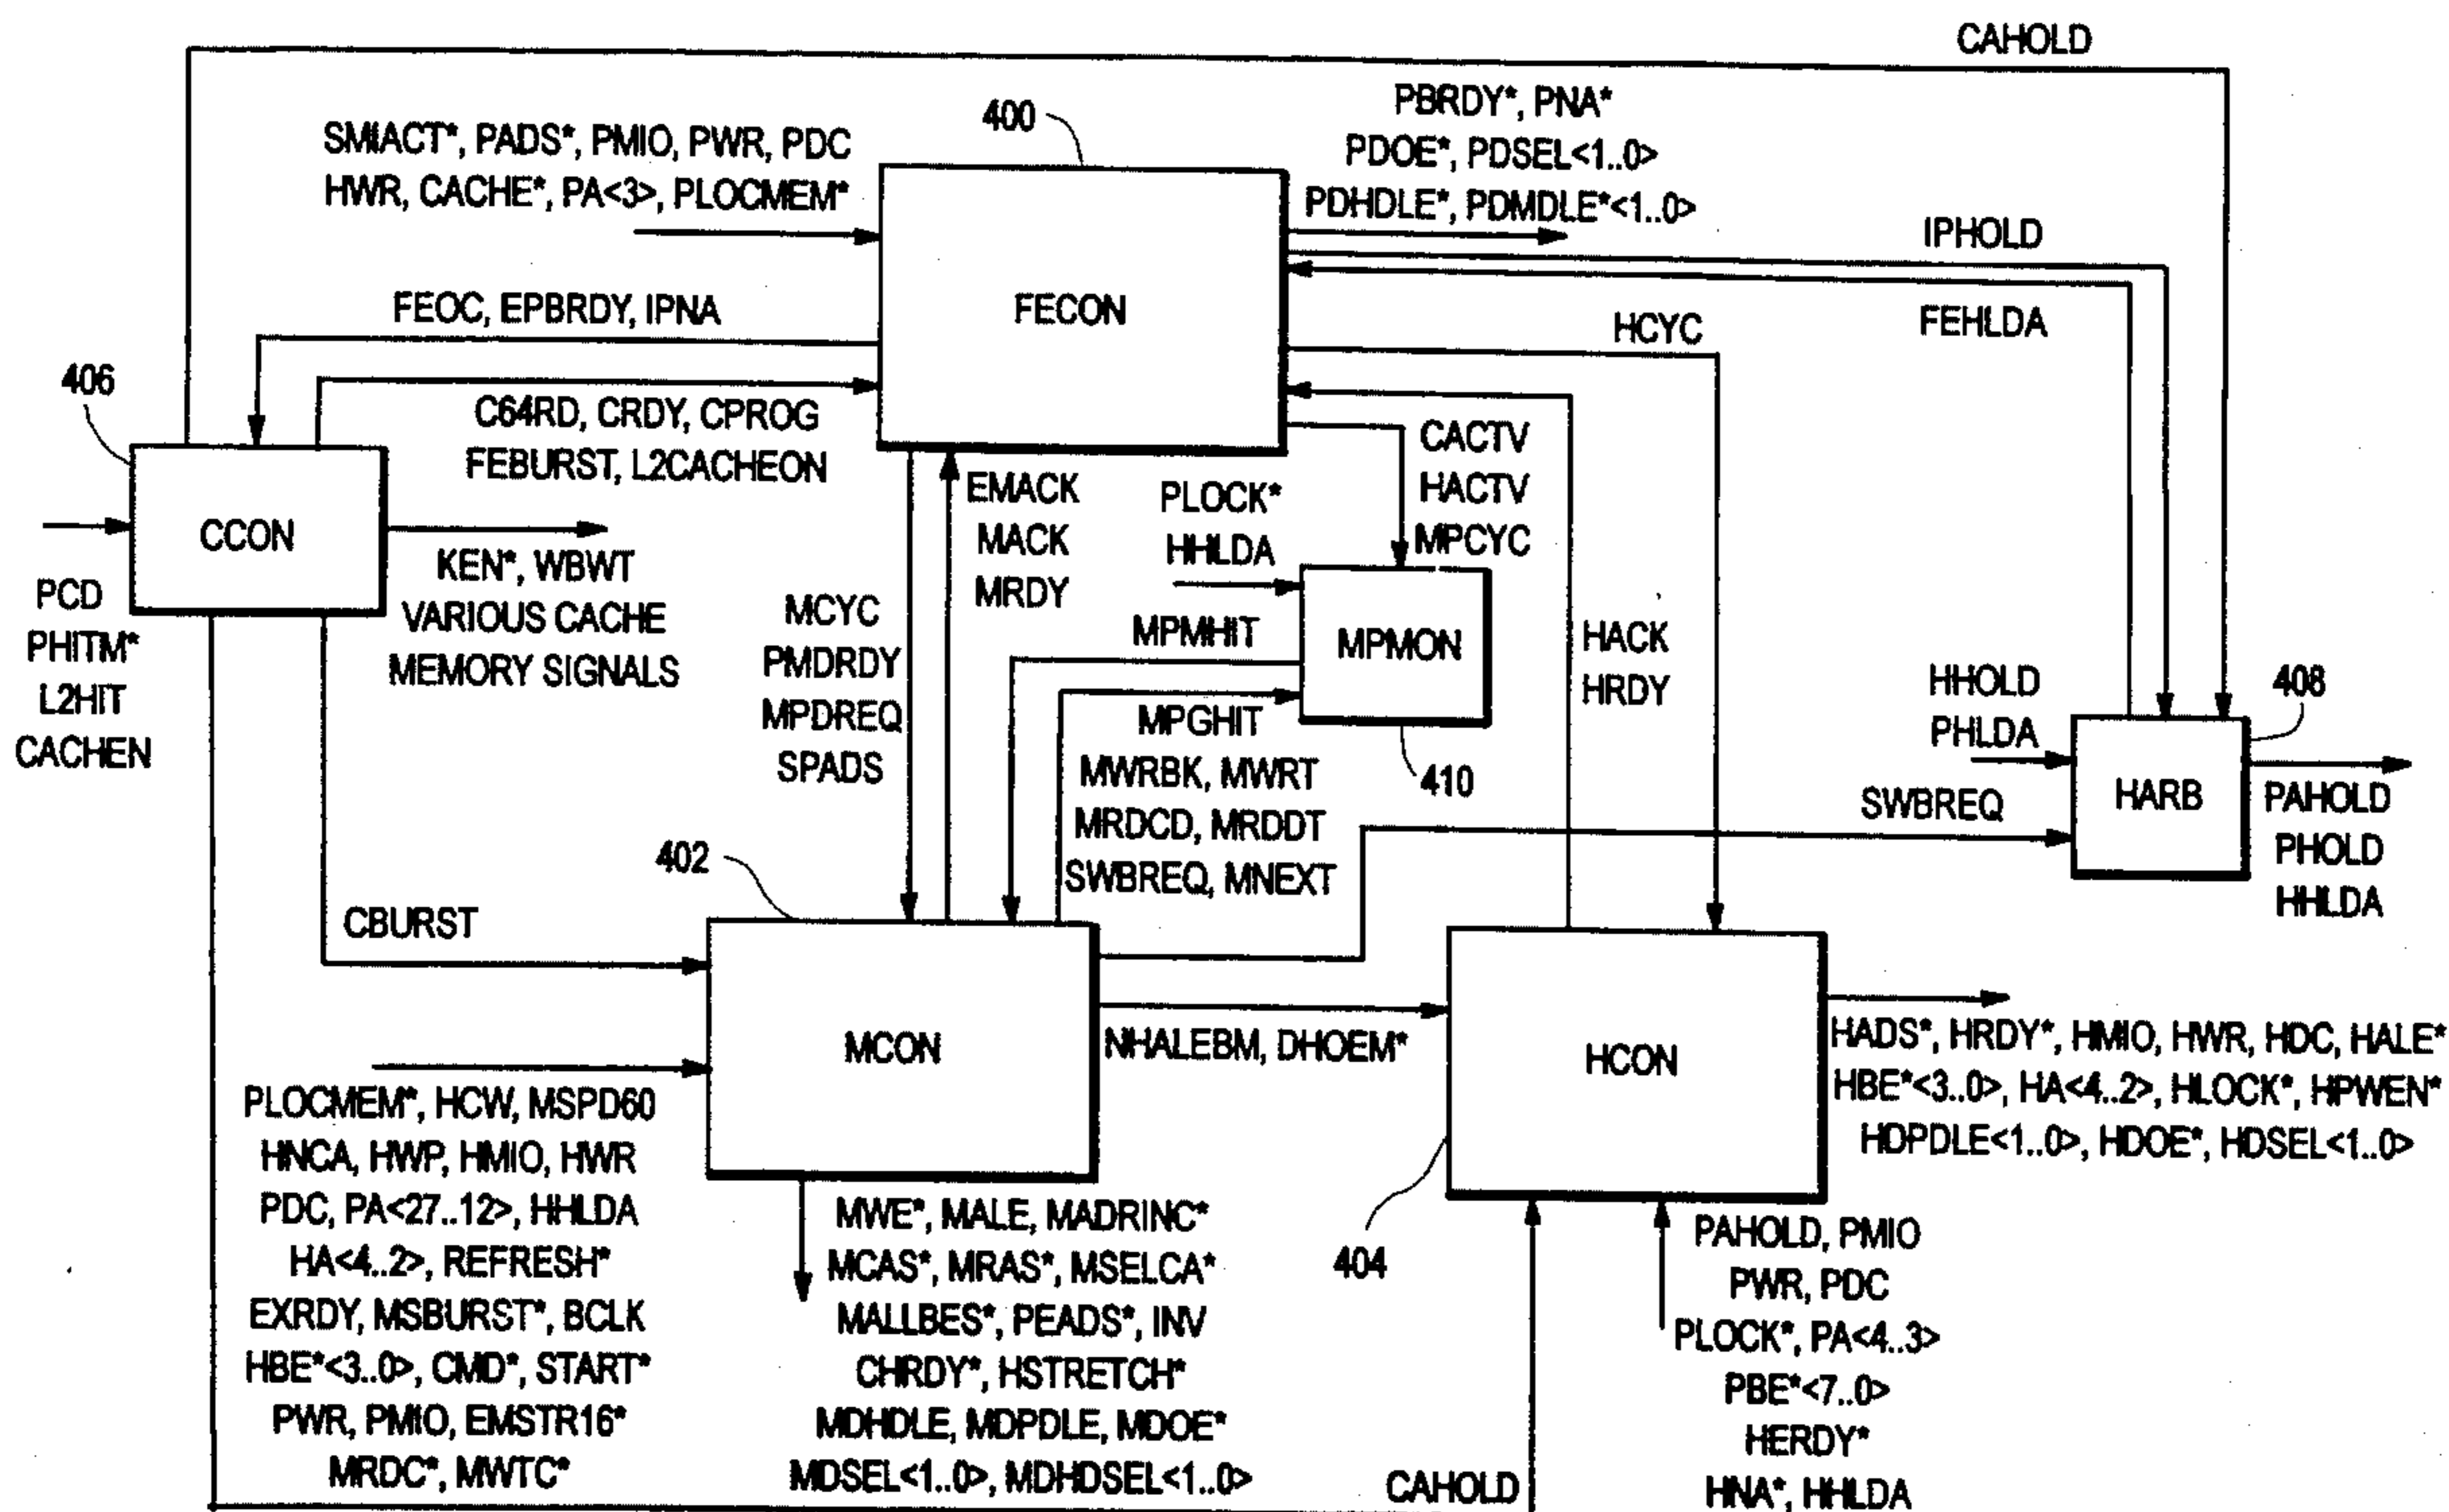 CAHOLD
PBRDY*, PNA*
PDOE*, PDSEL<1..0>
PDHDLE*, PDMDLE*<1..0>
400
SMIACT*, PADS*, PMIO, PWR, PDC
HWR, CACHE*, PA<3>, PLOCMEM*
FECON
IPHOLD
FEHLDA
HCYC
FEOC, EPBRDY, IPNA
406
C64RD, CRDY, CPROG
FEBURST, L2CACHEON
CCON
PCD
PHITM*
L2HIT
CACHEN
KEN*, WBWT
VARIOUS CACHE
MEMORY SIGNALS
EMACK
MACK
MRDY
PLOCK*
HHLDA
CACTV
HACTV
MPCYC
MCYC
PMDRDY
MPDREQ
SPADS
MPMHIT
MPMON
410
HACK
HRDY
MPGHIT
MWRBK, MWRT
MRDCD, MRDDT
SWBREQ, MNEXT
HHOLD
PHLDA
408
HARB
SWBREQ
PAHOLD
PHOLD
HHLDA
402
CBURST
MCON
NHALEBM, DHOEM*
HCON
404
HADS*, HRDY*, HMIO, HWR, HDC, HALE*
HBE*<3..0>, HA<4..2>, HLOCK*, HPWEN*
HDPDLE<1..0>, HDOE*, HDSEL<1..0>
PLOCMEM*, HCW, MSPD60
HNCA, HWP, HMIO, HWR
PDC, PA<27..12>, HHLDA
HA<4..2>, REFRESH*
EXRDY, MSBURST*, BCLK
HBE*<3..0>, CMD*, START*
PWR, PMIO, EMSTR16*
MRDC*, MWTC*
MWE*, MALE, MADRINC*
MCAS*, MRAS*, MSELCA*
MALLBES*, PEADS*, INV
CHRDY*, HSTRETCH*
MDHDLE, MDPDLE, MDOE*
MDSEL<1..0>, MDHDSEL<1..0>
CAHOLD
PAHOLD, PMIO
PWR, PDC
PLOCK*, PA<4..3>
PBE*<7..0>
HERDY*
HNA*, HHLDA